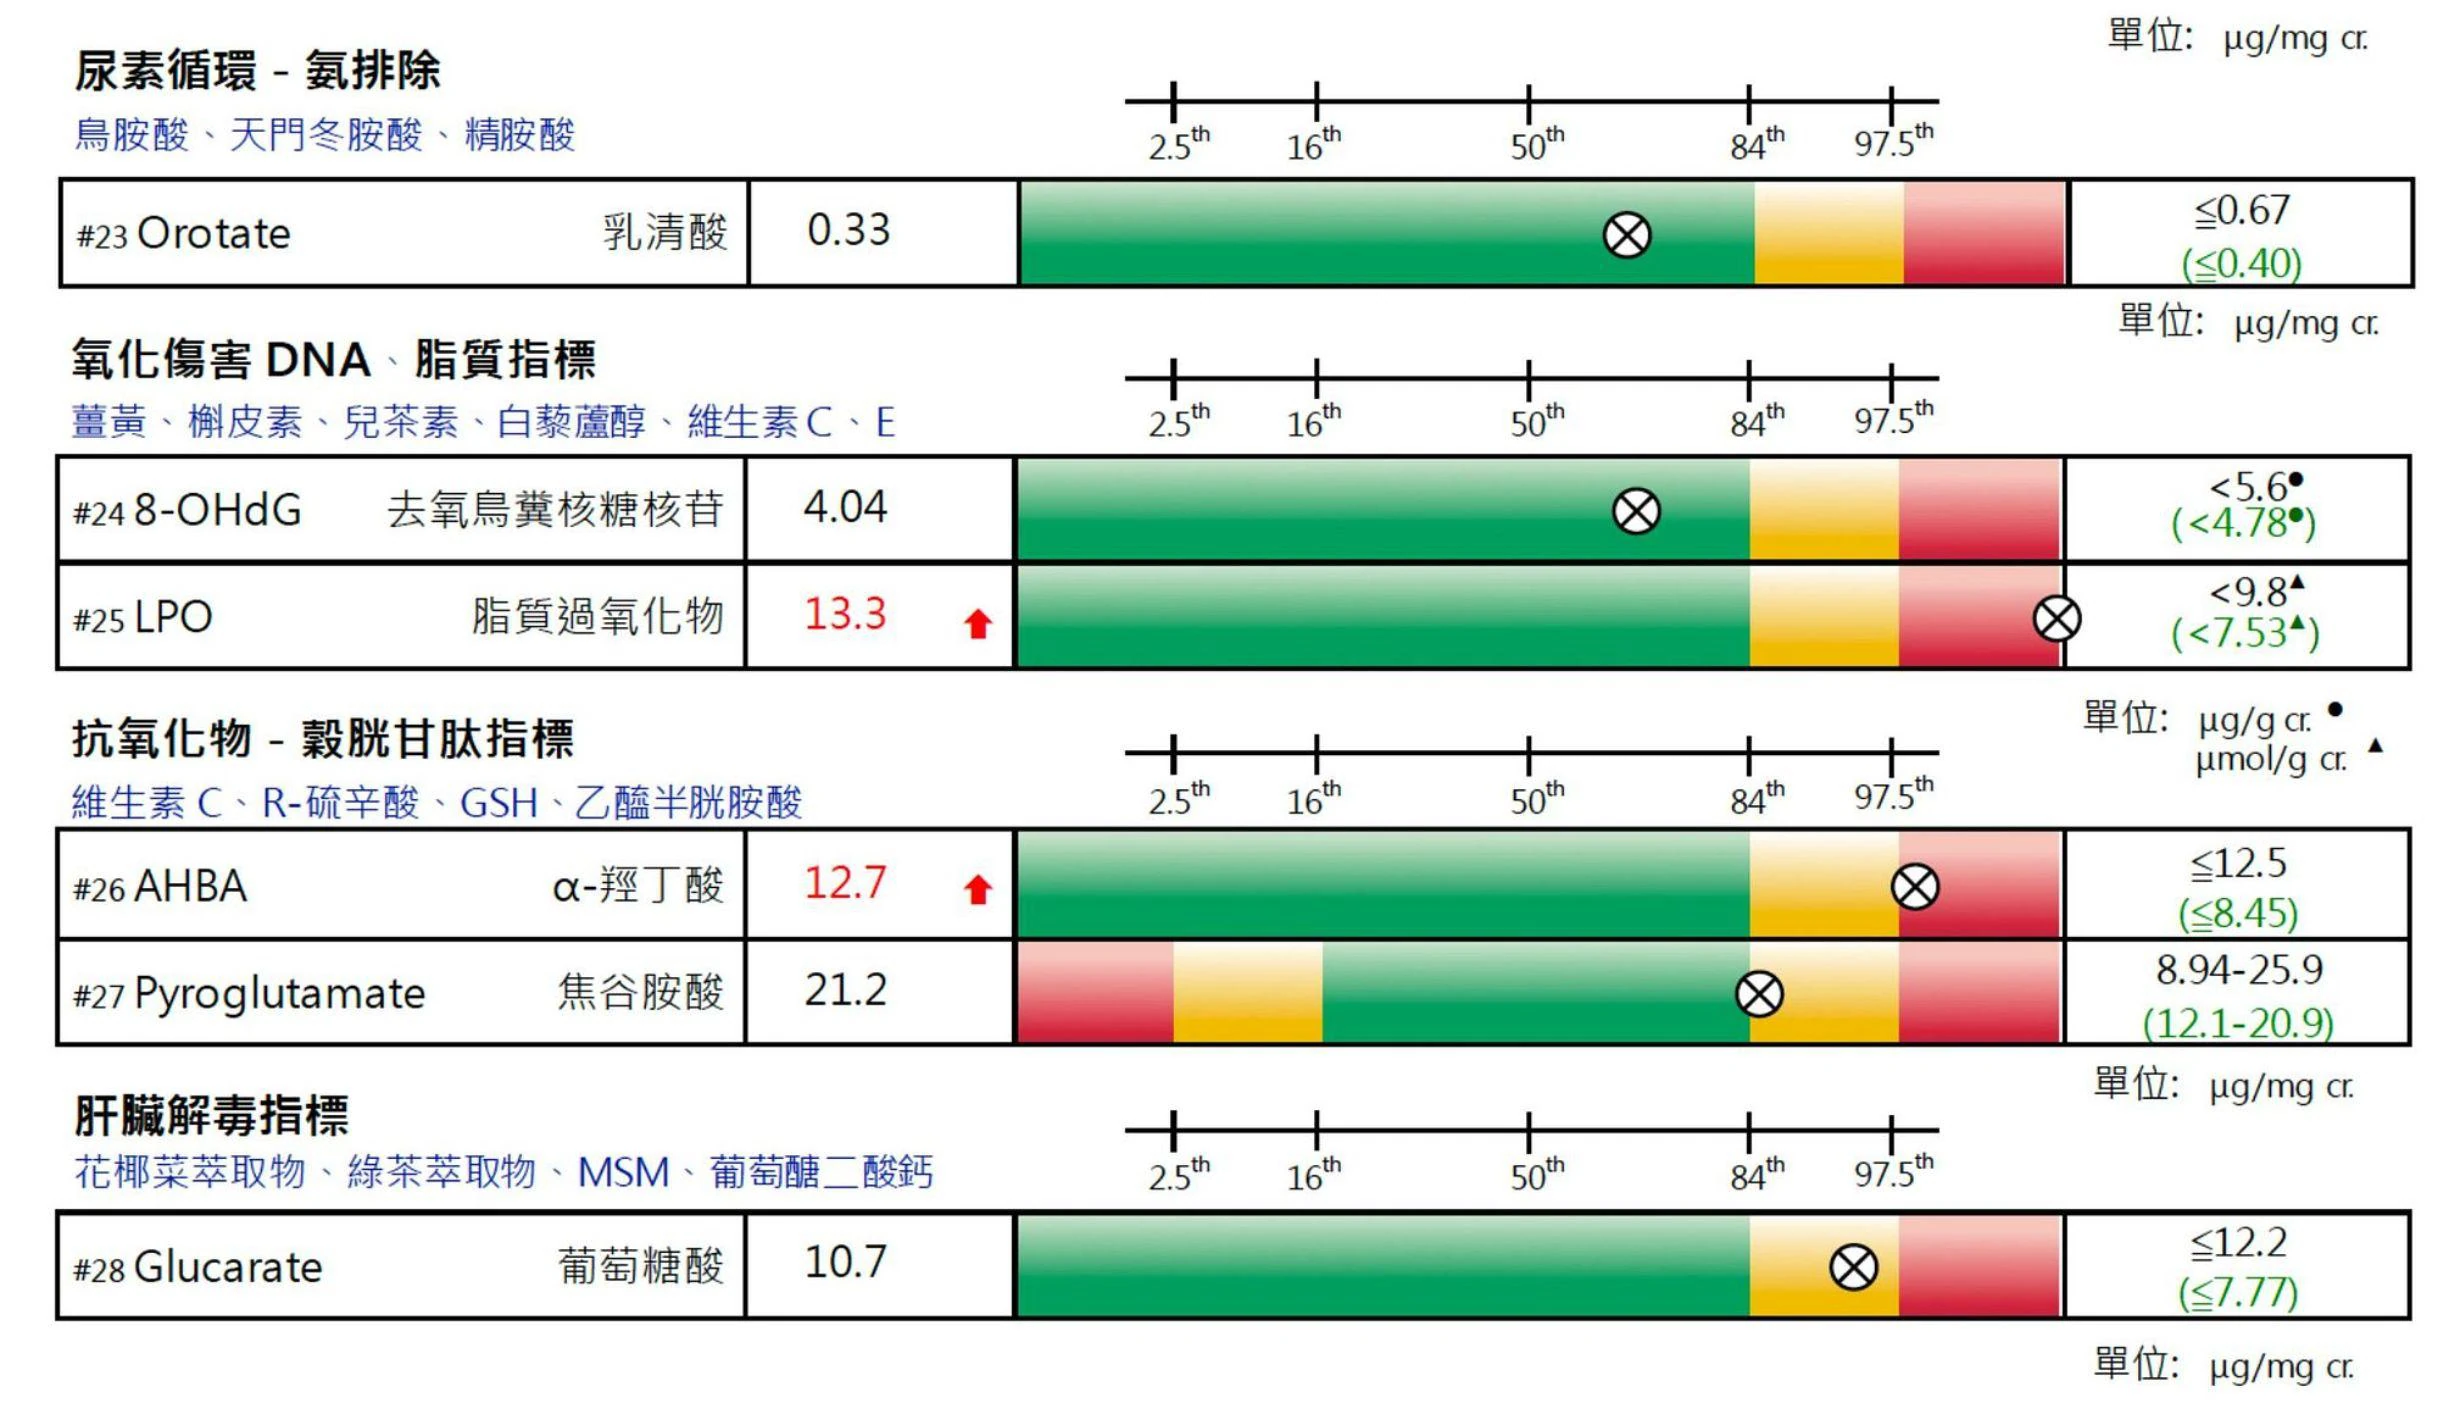 單位: μg/mg cr.
尿素循環 - 氨排除
鳥胺酸、天門冬胺酸、精胺酸
2.5th 16th 50th 84th 97.5th
#23 Orotate 乳清酸 0.33 ≦0.67
(≦0.40)
單位: μg/mg cr.
氧化傷害 DNA、脂質指標
薑黃、槲皮素、兒茶素、白藜蘆醇、維生素 C、E
2.5th 16th 50th 84th 97.5th
#24 8-OHdG 去氧鳥糞核糖核苷 4.04 <5.6●
(<4.78●)
#25 LPO 脂質過氧化物 13.3 <9.8▲
(<7.53▲)
單位: μg/g cr. ●
μmol/g cr. ▲
抗氧化物 - 穀胱甘肽指標
維生素 C、R-硫辛酸、GSH、乙醯半胱胺酸
2.5th 16th 50th 84th 97.5th
#26 AHBA α-羥丁酸 12.7 ≦12.5
(≦8.45)
#27 Pyroglutamate 焦谷胺酸 21.2 8.94-25.9
(12.1-20.9)
單位: μg/mg cr.
肝臟解毒指標
花椰菜萃取物、綠茶萃取物、MSM、葡萄醣二酸鈣
2.5th 16th 50th 84th 97.5th
#28 Glucarate 葡萄糖酸 10.7 ≦12.2
(≦7.77)
單位: μg/mg cr.